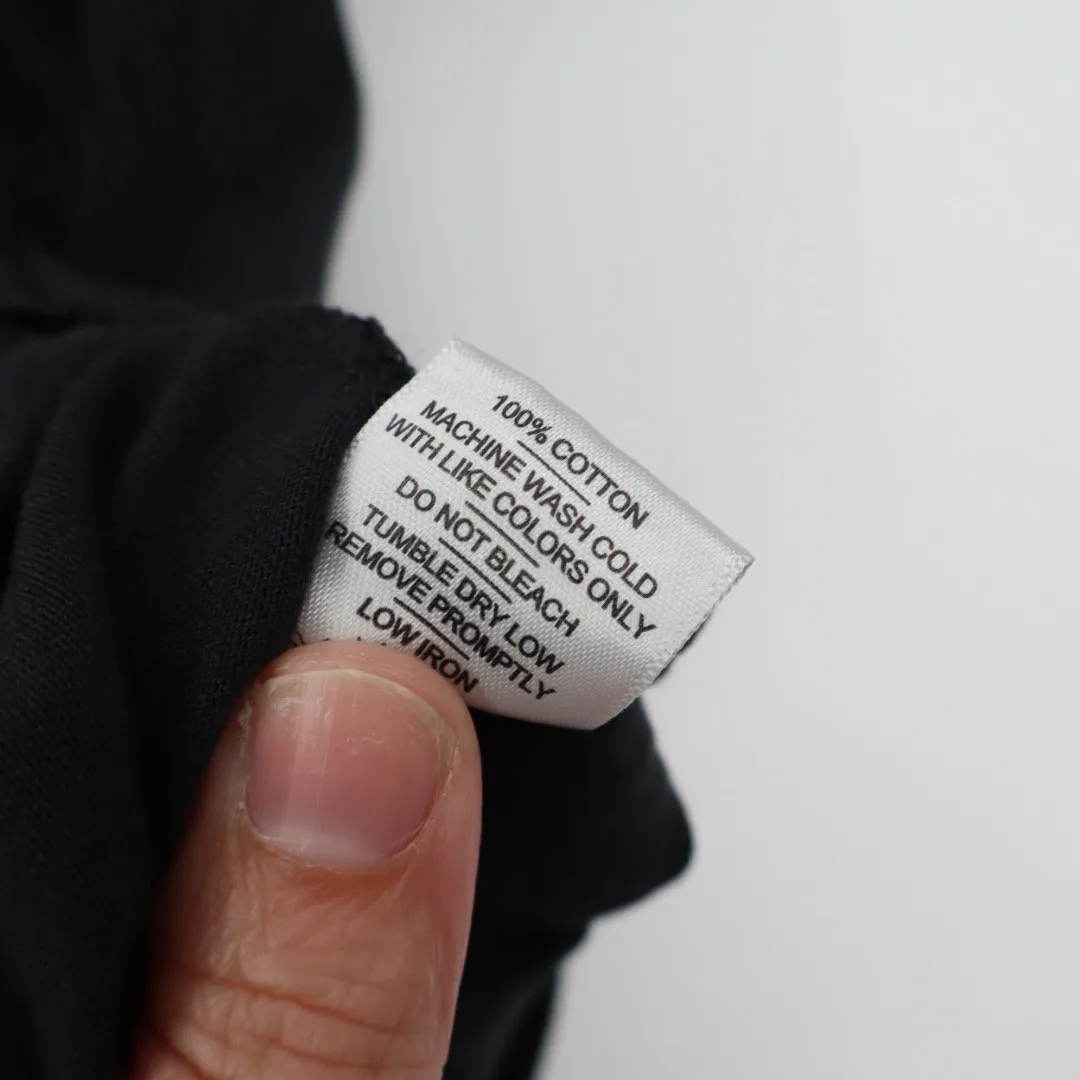 100% COTTON
MACHINE WASH COLD
WITH LIKE COLORS ONLY
DO NOT BLEACH
TUMBLE DRY LOW
REMOVE PROMPTLY
LOW IRON